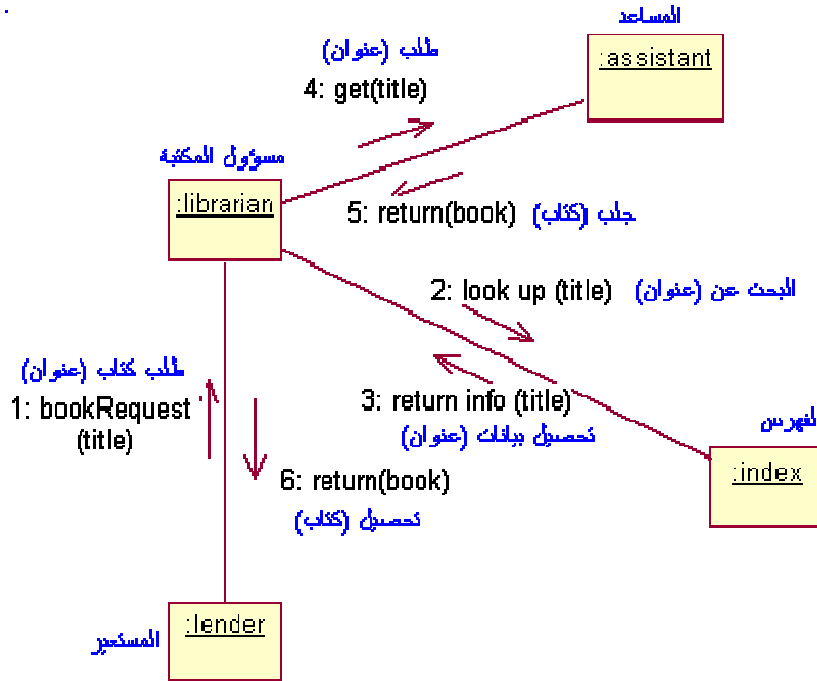 المساعد
:assistant
طلب (عنوان)
4: get(title)
مسؤول المكتبة
:librarian
5: return(book) جلب (كتاب)
2: look up (title) البحث عن (عنوان)
طلب كتاب (عنوان)
1: bookRequest
(title)
3: return info (title)
تحصيل بيانات (عنوان)
لفهرس
:index
6: return(book)
تحصيل (كتاب)
:lender
المستعير